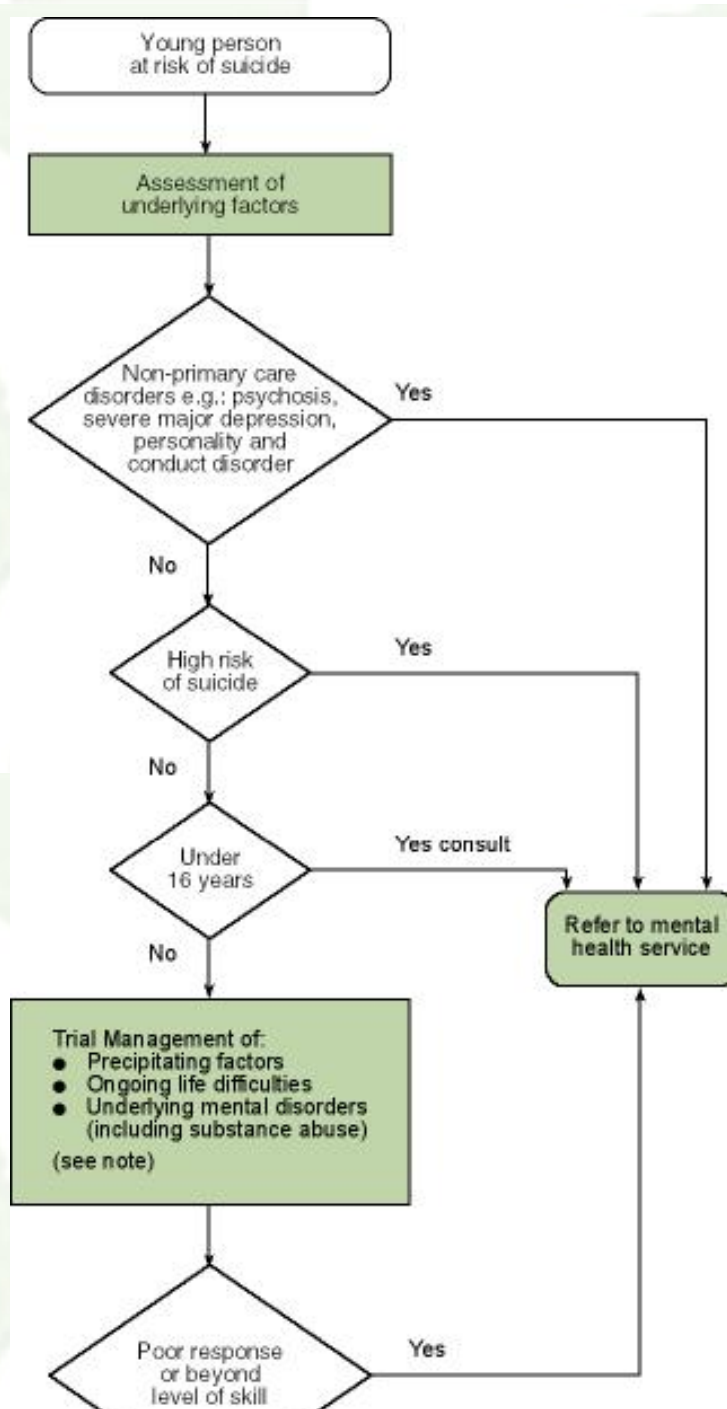 Young person
at risk of suicide
Assessment of
underlying factors
Non-primary care
disorders e.g.: psychosis,
severe major depression,
personality and
conduct disorder
Yes
No
High risk
of suicide
Yes
No
Under
16 years
Yes consult
Refer to mental
health service
No
Trial Management of:
● Precipitating factors
● Ongoing life difficulties
● Underlying mental disorders
(including substance abuse)
(see note)
Poor response
or beyond
level of skill
Yes